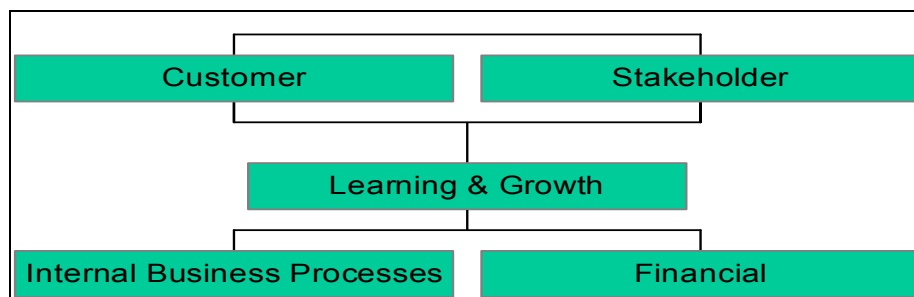 Customer
Stakeholder
Learning & Growth
Internal Business Processes
Financial